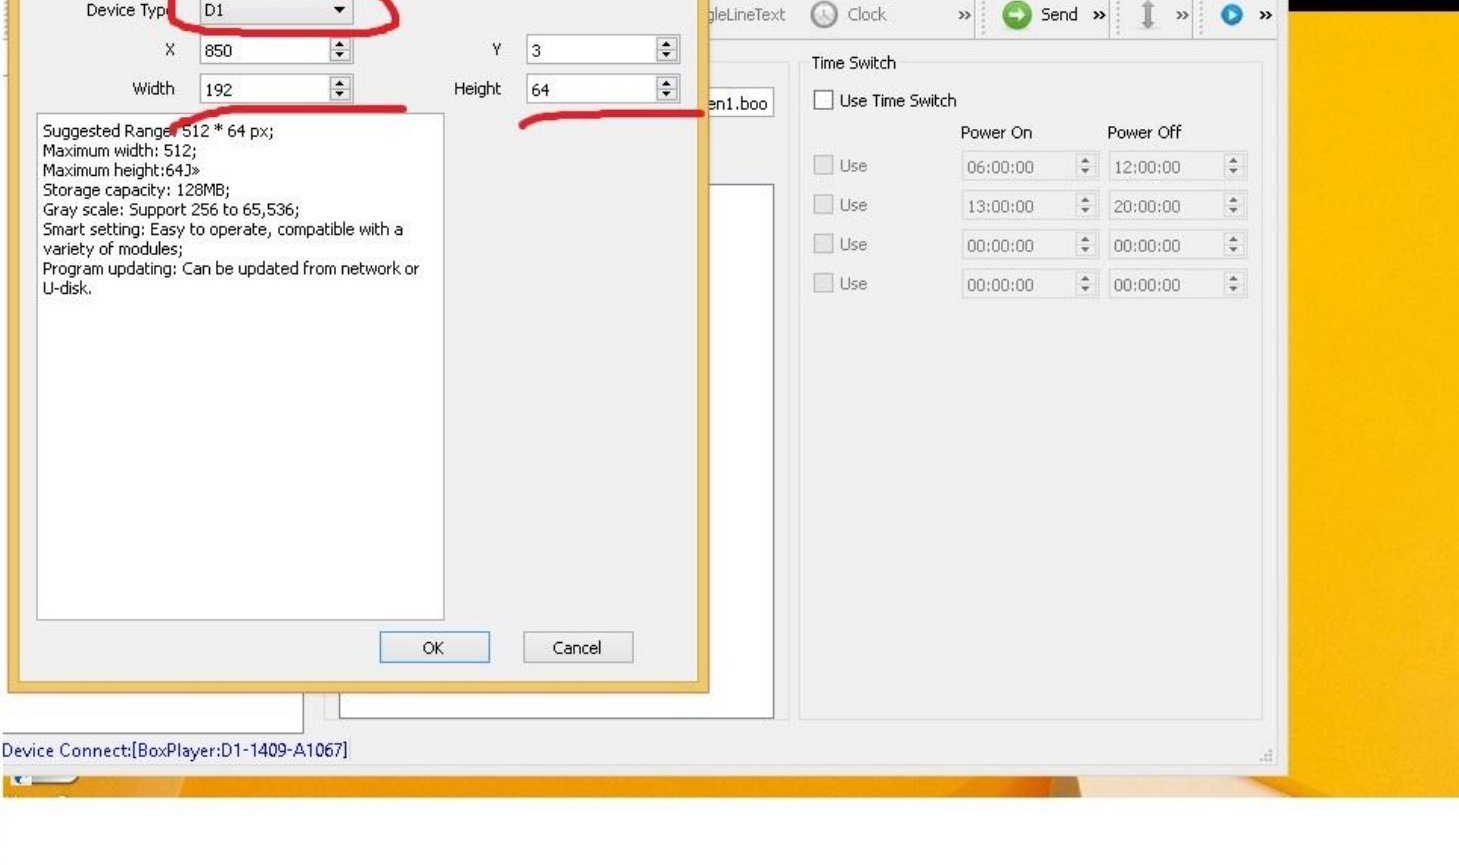 Device Type D1
gleLineText Clock » Send » » »
X 850 Y 3
Width 192 Height 64
Suggested Range: 512 * 64 px;
Maximum width: 512;
Maximum height:64J»
Storage capacity: 128MB;
Gray scale: Support 256 to 65,536;
Smart setting: Easy to operate, compatible with a
variety of modules;
Program updating: Can be updated from network or
U-disk.
OK Cancel
en1.boo
Time Switch
Use Time Switch
Power On Power Off
Use 06:00:00 12:00:00
Use 13:00:00 20:00:00
Use 00:00:00 00:00:00
Use 00:00:00 00:00:00
Device Connect:[BoxPlayer:D1-1409-A1067]